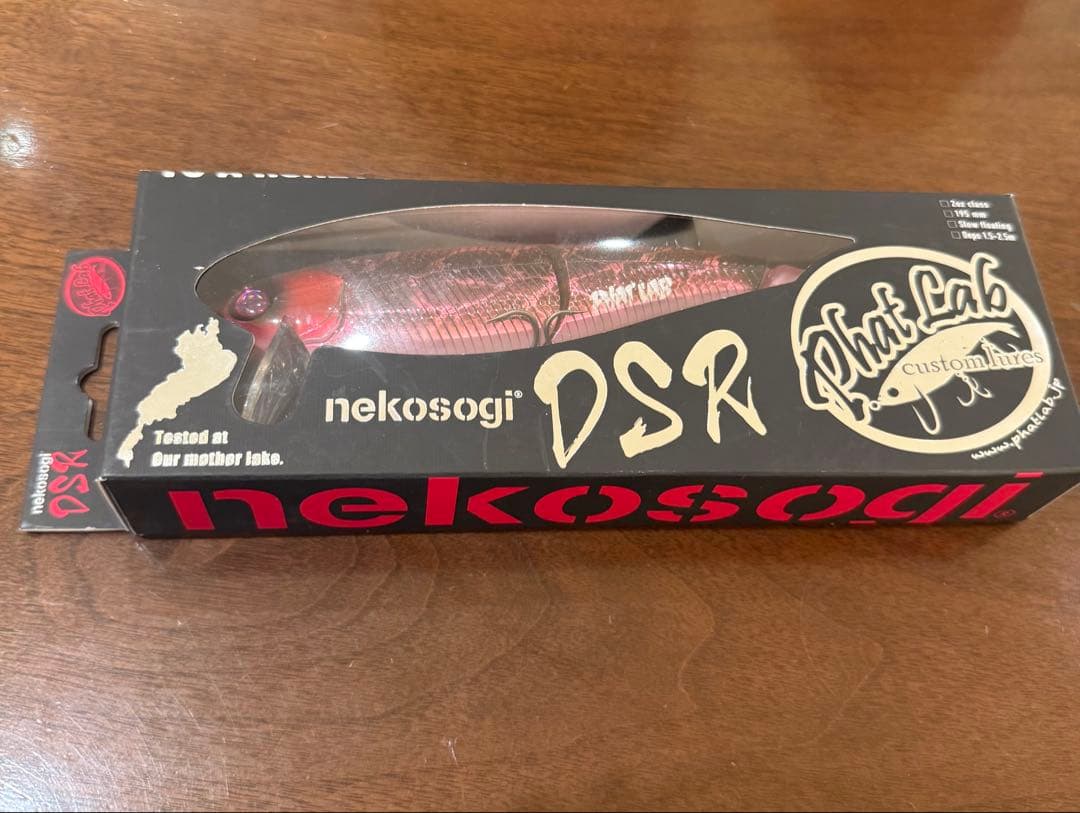 2oz class
195 mm
Slow floating
Deps 1.5-2.5m
Phat Lab
custom lures
www.phatlab.jp
Phat Lab
nekosogi®
DSR
Tested at
Our mother lake.
nekosogi
DSR
nekosogi®